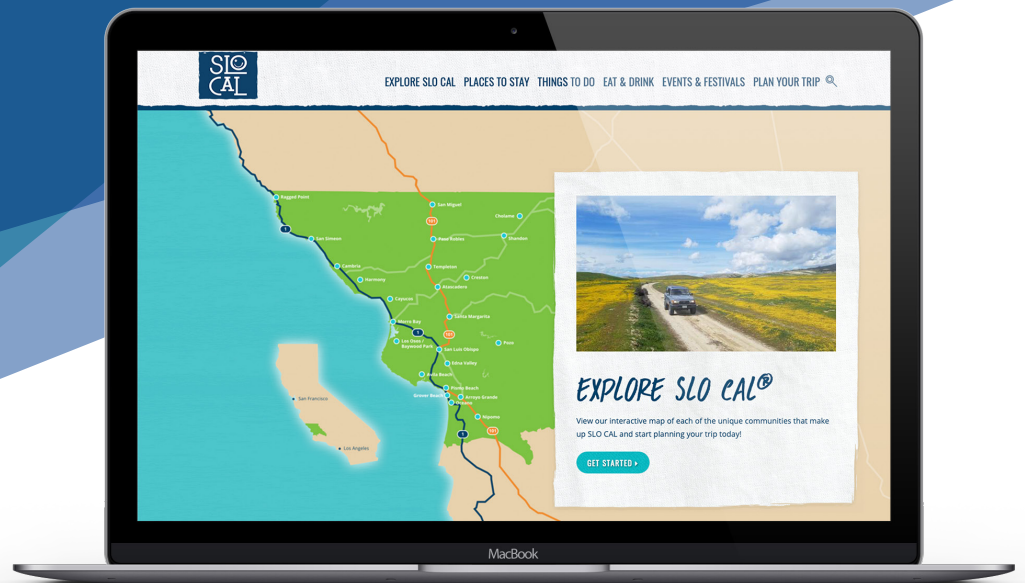 SLO
CAL
EXPLORE SLO CAL
PLACES TO STAY
THINGS TO DO
EAT & DRINK
EVENTS & FESTIVALS
PLAN YOUR TRIP
Ragged Point
San Miguel
Cholame
101
1
San Simeon
Paso Robles
Shandon
Cambria
Templeton
Harmony
Creston
Atascadero
Cayucos
Santa Margarita
Morro Bay
1
101
Los Osos /
Baywood Park
San Luis Obispo
Pozo
Edna Valley
Avila Beach
Pismo Beach
Grover Beach
Arroyo Grande
Oceano
Nipomo
1
101
San Francisco
Los Angeles
EXPLORE SLO CAL®
View our interactive map of each of the unique communities that make
up SLO CAL and start planning your trip today!
GET STARTED
MacBook